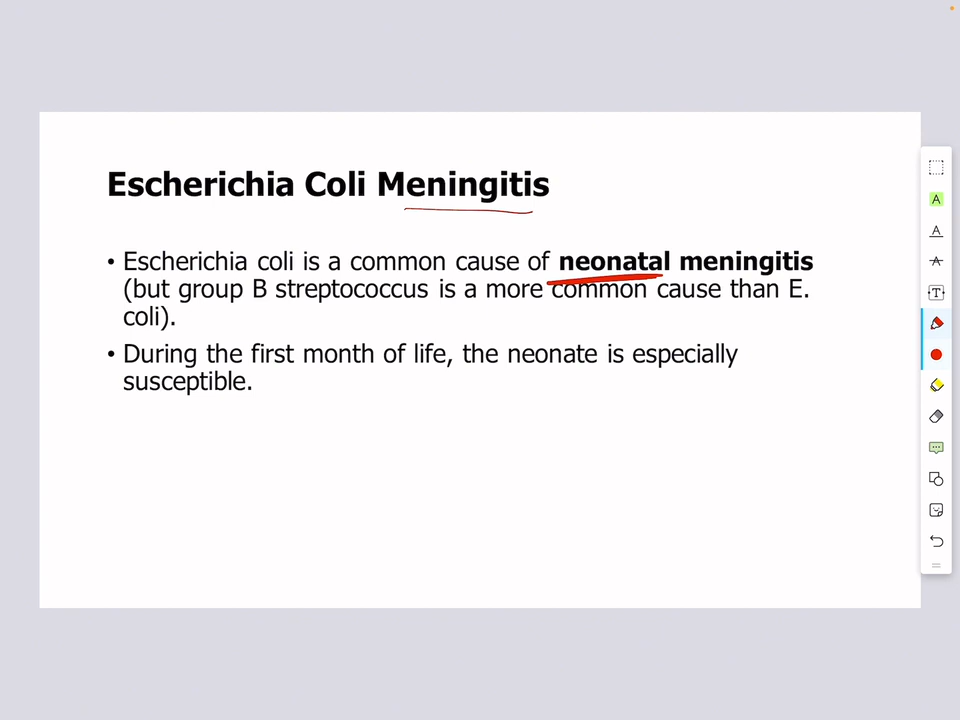 Escherichia Coli Meningitis
• Escherichia coli is a common cause of neonatal meningitis
(but group B streptococcus is a more common cause than E.
coli).
• During the first month of life, the neonate is especially
susceptible.
A
A
A
T